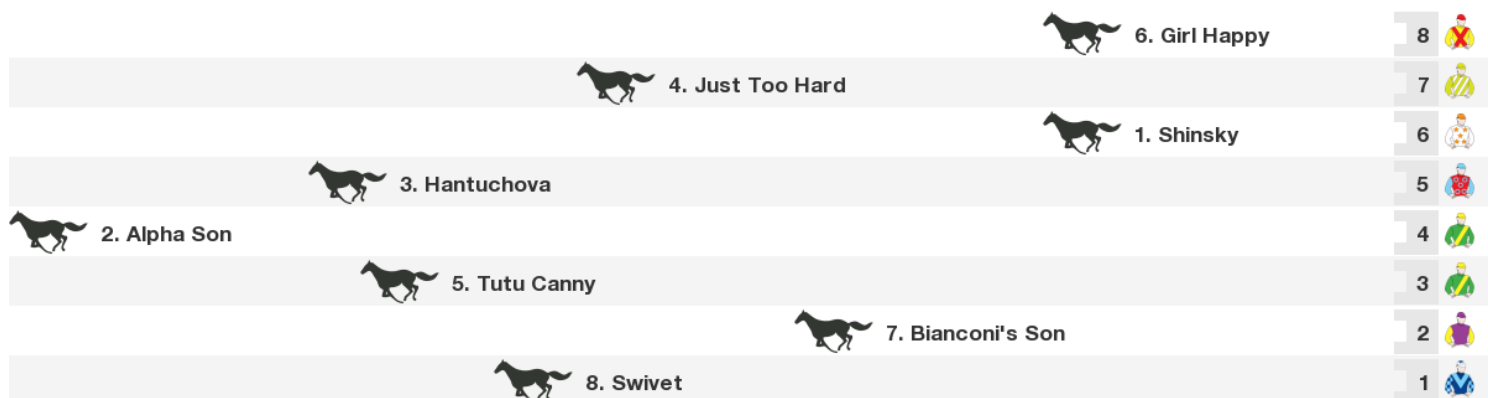 6. Girl Happy 8
4. Just Too Hard 7
1. Shinsky 6
3. Hantuchova 5
2. Alpha Son 4
5. Tutu Canny 3
7. Bianconi's Son 2
8. Swivet 1